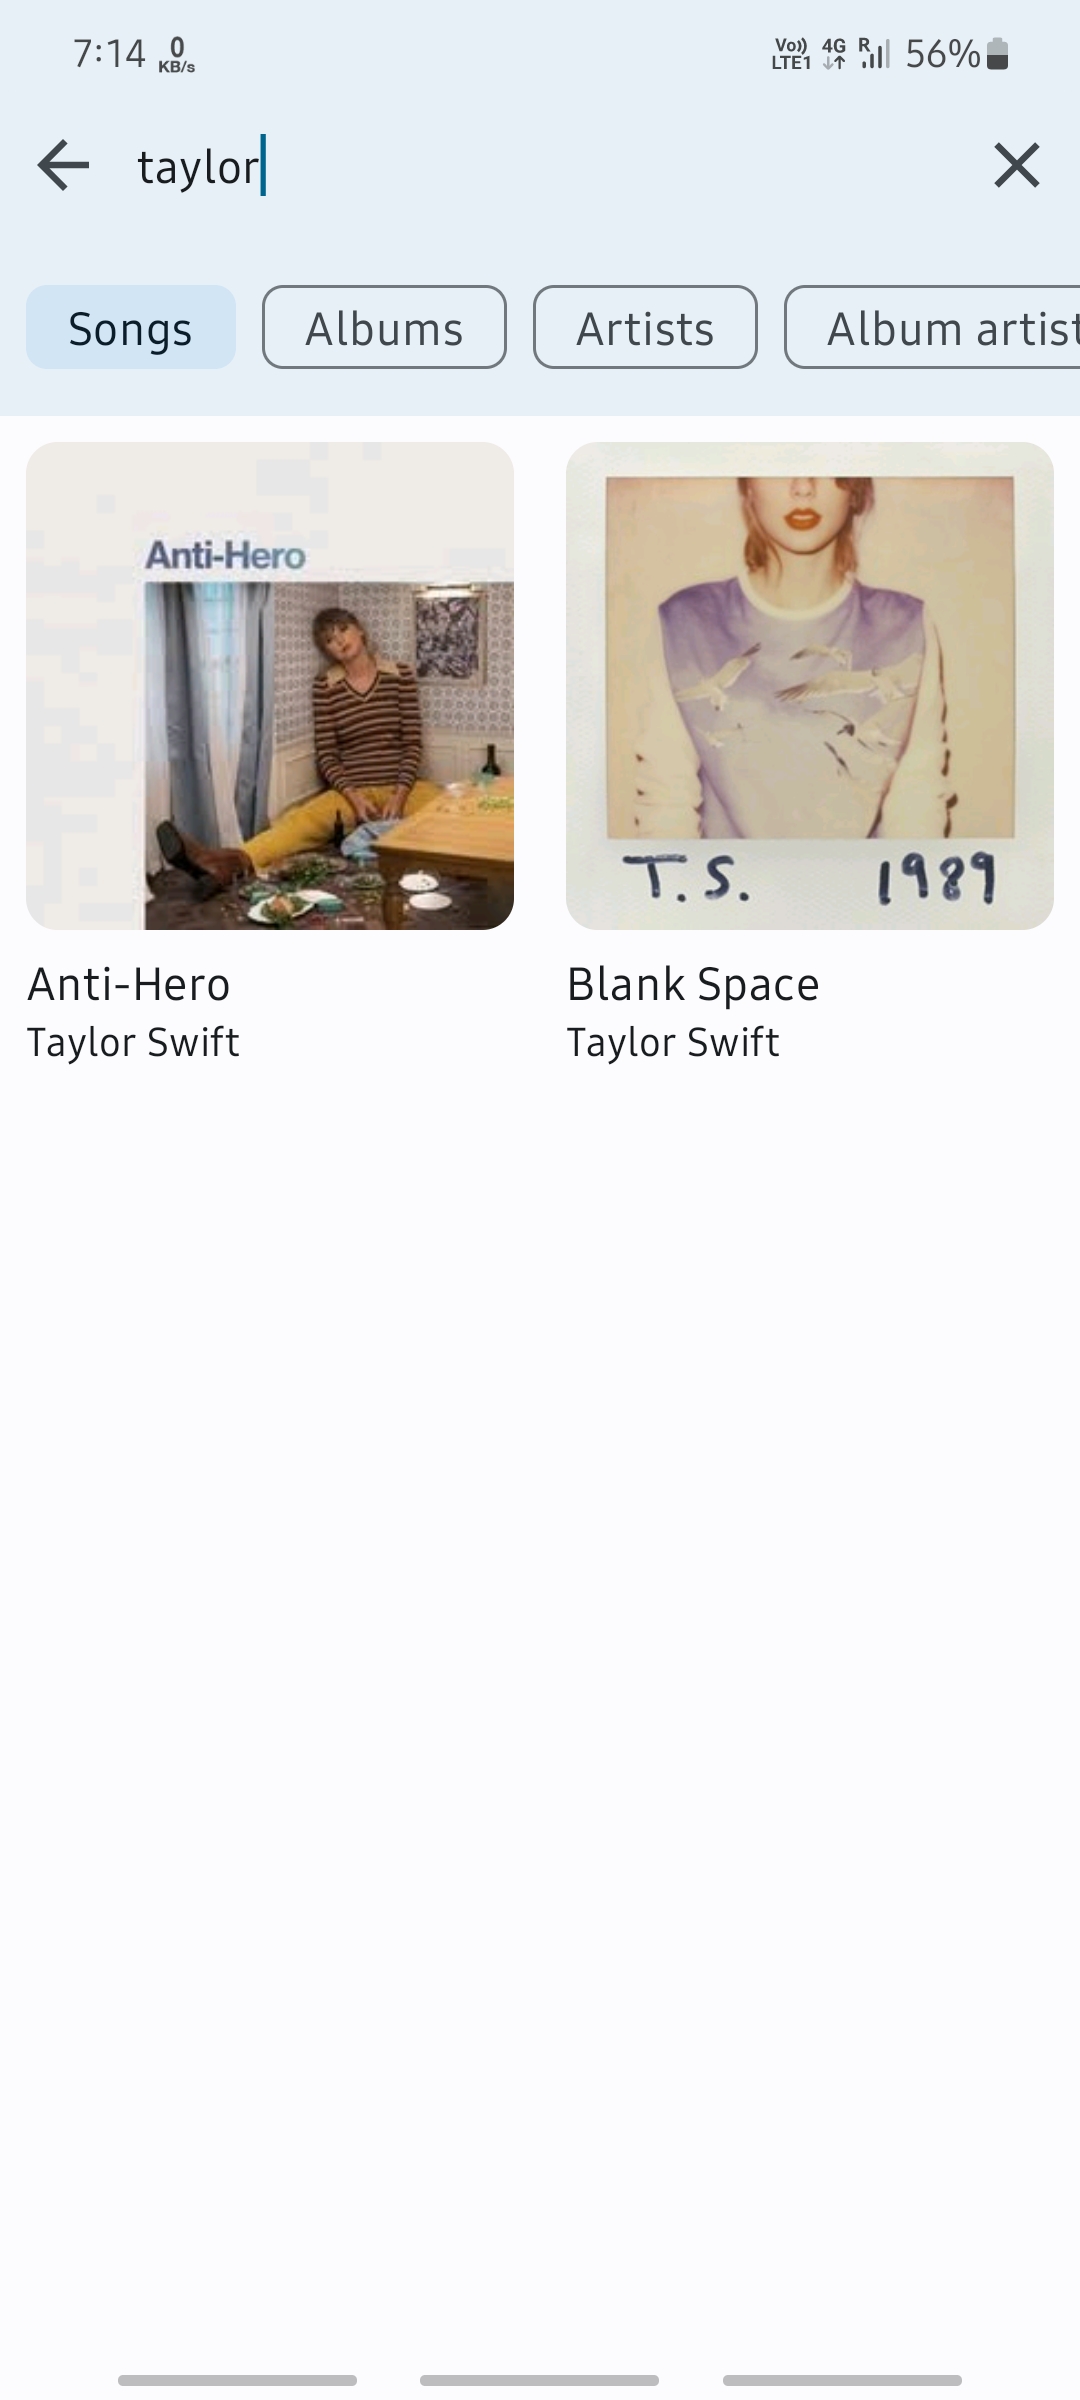 7:14 0 KB/s Vo)) LTE1 4G R 56%
taylor
Songs Albums Artists Album artist
Anti-Hero
T.S. 1989
Anti-Hero Blank Space
Taylor Swift Taylor Swift